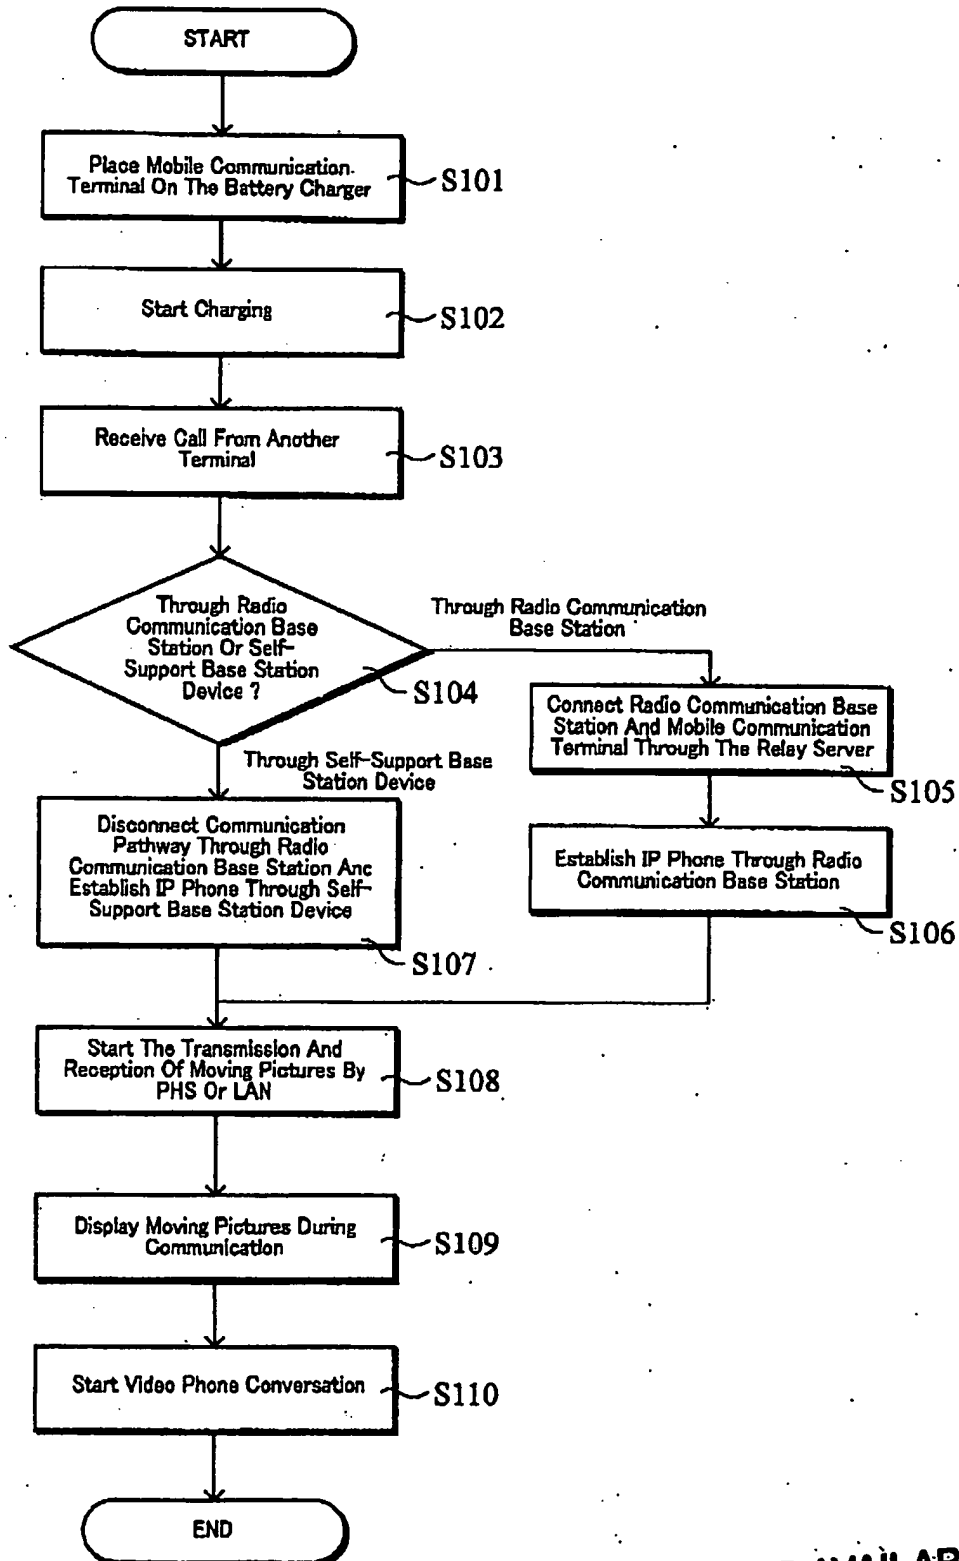 START
Place Mobile Communication
Terminal On The Battery Charger
S101
Start Charging
S102
Receive Call From Another
Terminal
S103
Through Radio
Communication Base
Station Or Self-
Support Base Station
Device ?
S104
Through Radio Communication
Base Station
Connect Radio Communication Base
Station And Mobile Communication
Terminal Through The Relay Server
S105
Establish IP Phone Through Radio
Communication Base Station
S106
Through Self-Support Base
Station Device
Disconnect Communication
Pathway Through Radio
Communication Base Station Anc
Establish IP Phone Through Self-
Support Base Station Device
S107
Start The Transmission And
Reception Of Moving Pictures By
PHS Or LAN
S108
Display Moving Pictures During
Communication
S109
Start Video Phone Conversation
S110
END